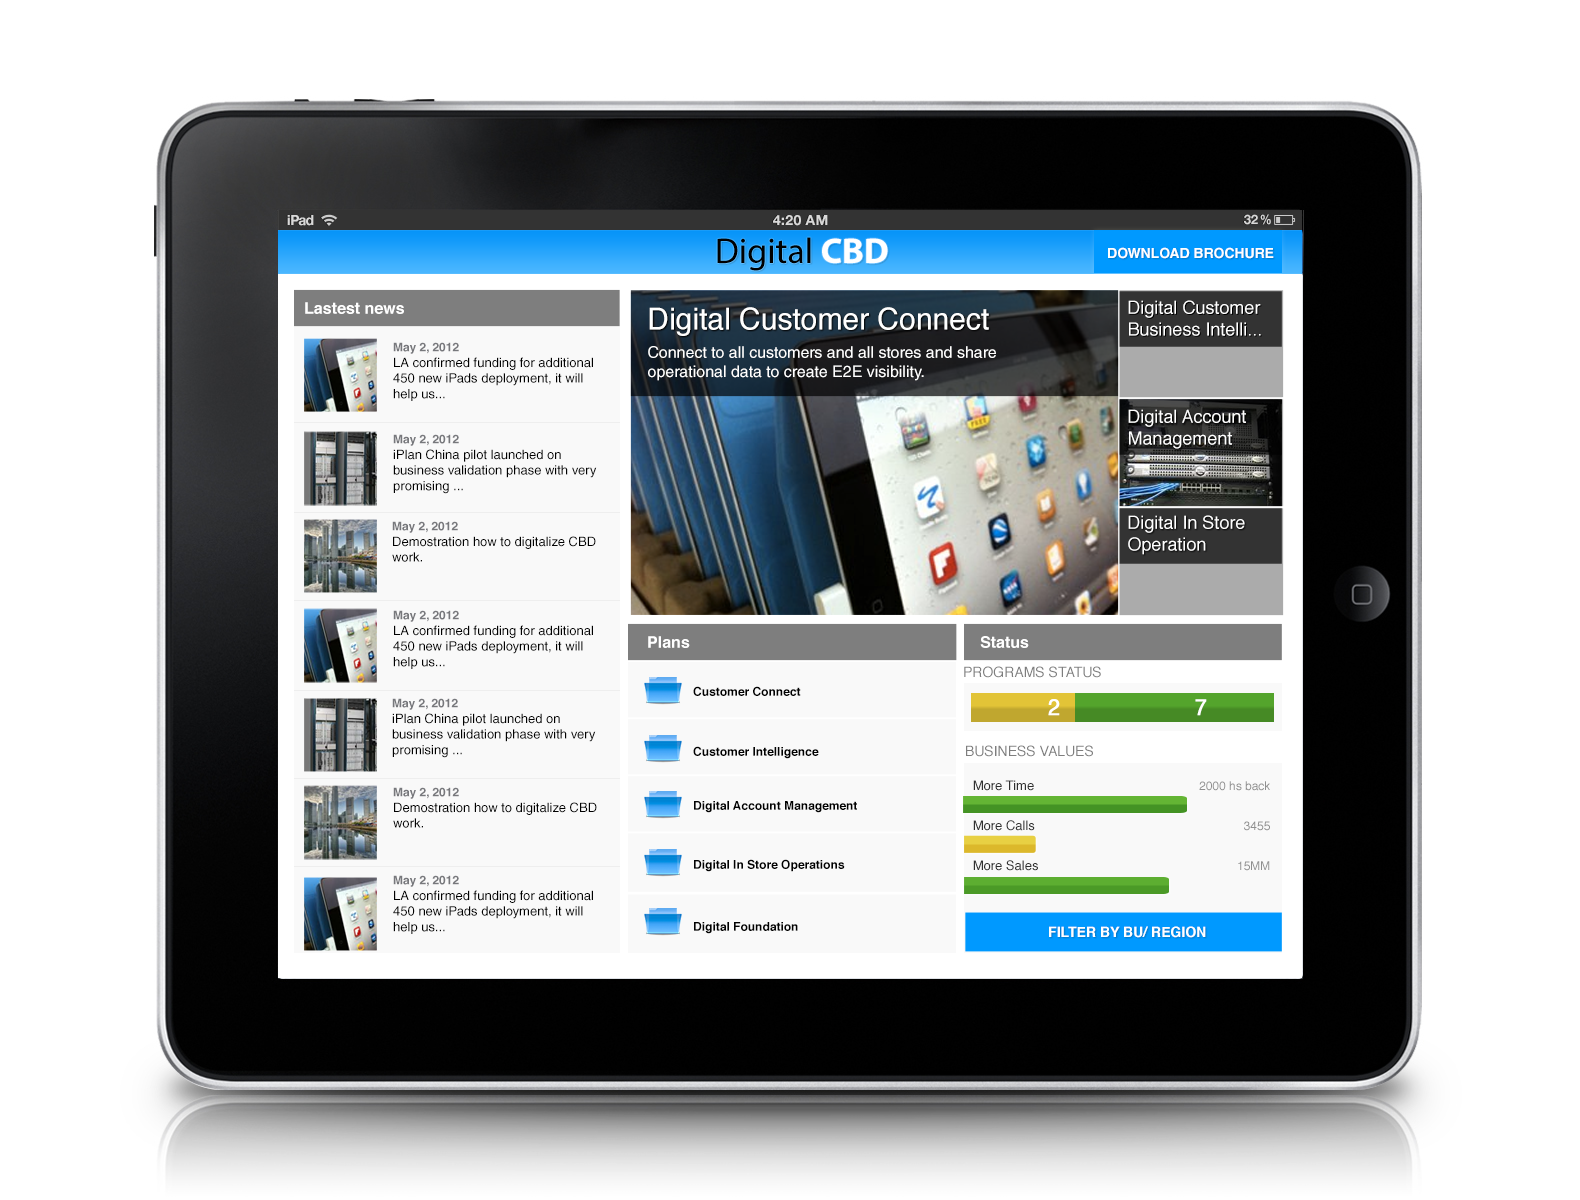 iPad
4:20 AM
32 %
Digital CBD
DOWNLOAD BROCHURE
Lastest news
May 2, 2012
LA confirmed funding for additional
450 new iPads deployment, it will
help us...
May 2, 2012
iPlan China pilot launched on
business validation phase with very
promising ...
May 2, 2012
Demostration how to digitalize CBD
work.
May 2, 2012
LA confirmed funding for additional
450 new iPads deployment, it will
help us...
May 2, 2012
iPlan China pilot launched on
business validation phase with very
promising ...
May 2, 2012
Demostration how to digitalize CBD
work.
May 2, 2012
LA confirmed funding for additional
450 new iPads deployment, it will
help us...
Digital Customer Connect
Connect to all customers and all stores and share
operational data to create E2E visibility.
Digital Customer
Business Intelli...
Digital Account
Management
Digital In Store
Operation
Plans
Customer Connect
Customer Intelligence
Digital Account Management
Digital In Store Operations
Digital Foundation
Status
PROGRAMS STATUS
2
7
BUSINESS VALUES
More Time
2000 hs back
More Calls
3455
More Sales
15MM
FILTER BY BU/ REGION